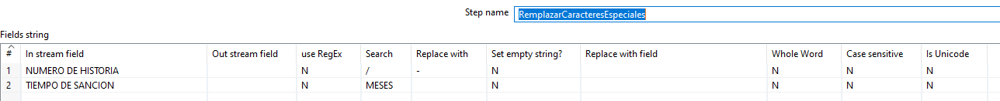 Step name RemplazarCaracteresEspeciales
Fields string
# In stream field Out stream field use RegEx Search Replace with Set empty string? Replace with field Whole Word Case sensitive Is Unicode
1 NUMERO DE HISTORIA N / - N N N N
2 TIEMPO DE SANCION N MESES N N N N